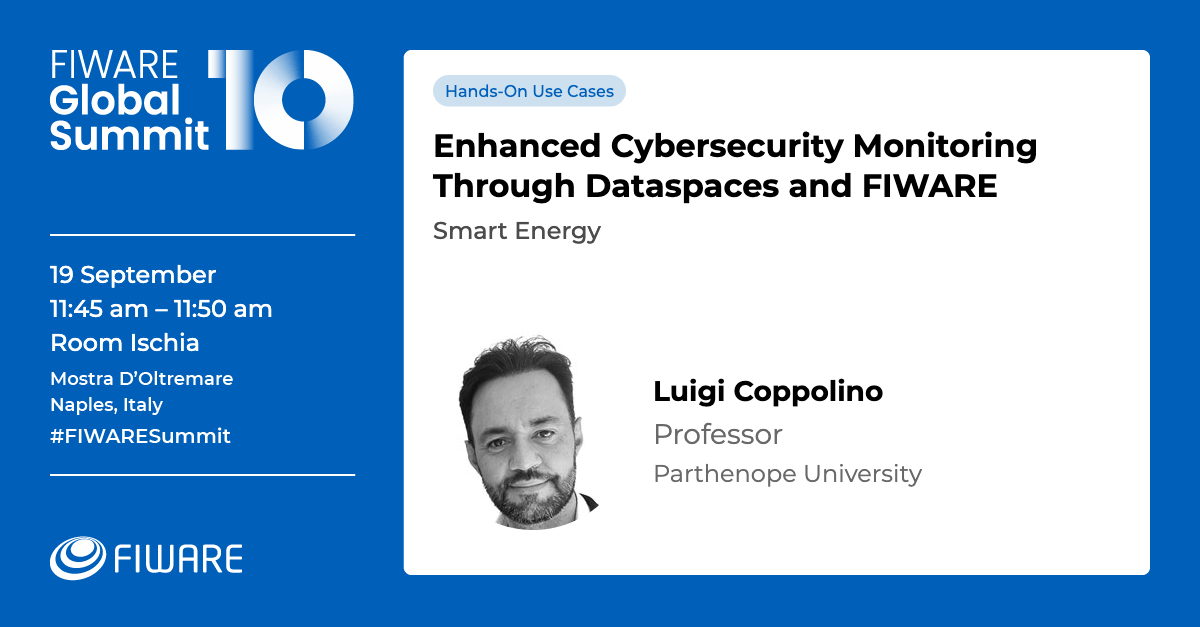 FIWARE
Global
Summit
10
19 September
11:45 am – 11:50 am
Room Ischia
Mostra D’Oltremare
Naples, Italy
#FIWARESummit
FIWARE
Hands-On Use Cases
Enhanced Cybersecurity Monitoring
Through Dataspaces and FIWARE
Smart Energy
Luigi Coppolino
Professor
Parthenope University